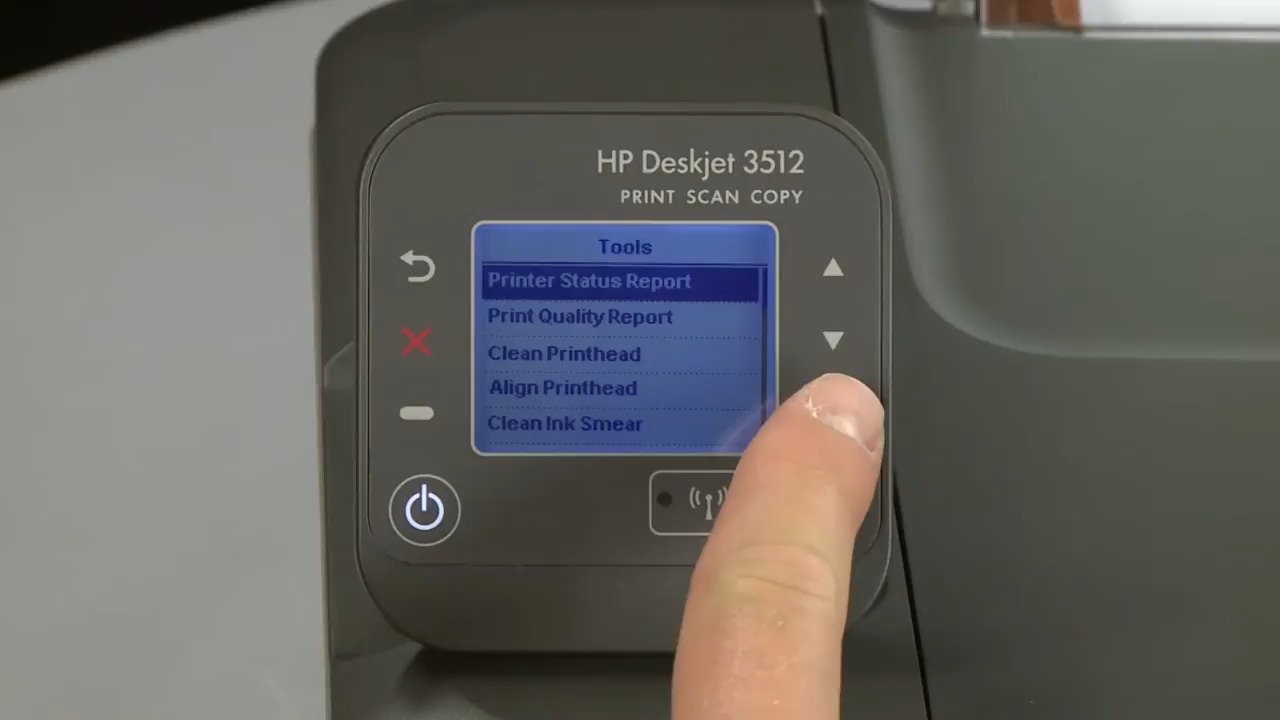 HP Deskjet 3512
PRINT SCAN COPY
Tools
Printer Status Report
Print Quality Report
Clean Printhead
Align Printhead
Clean Ink Smear